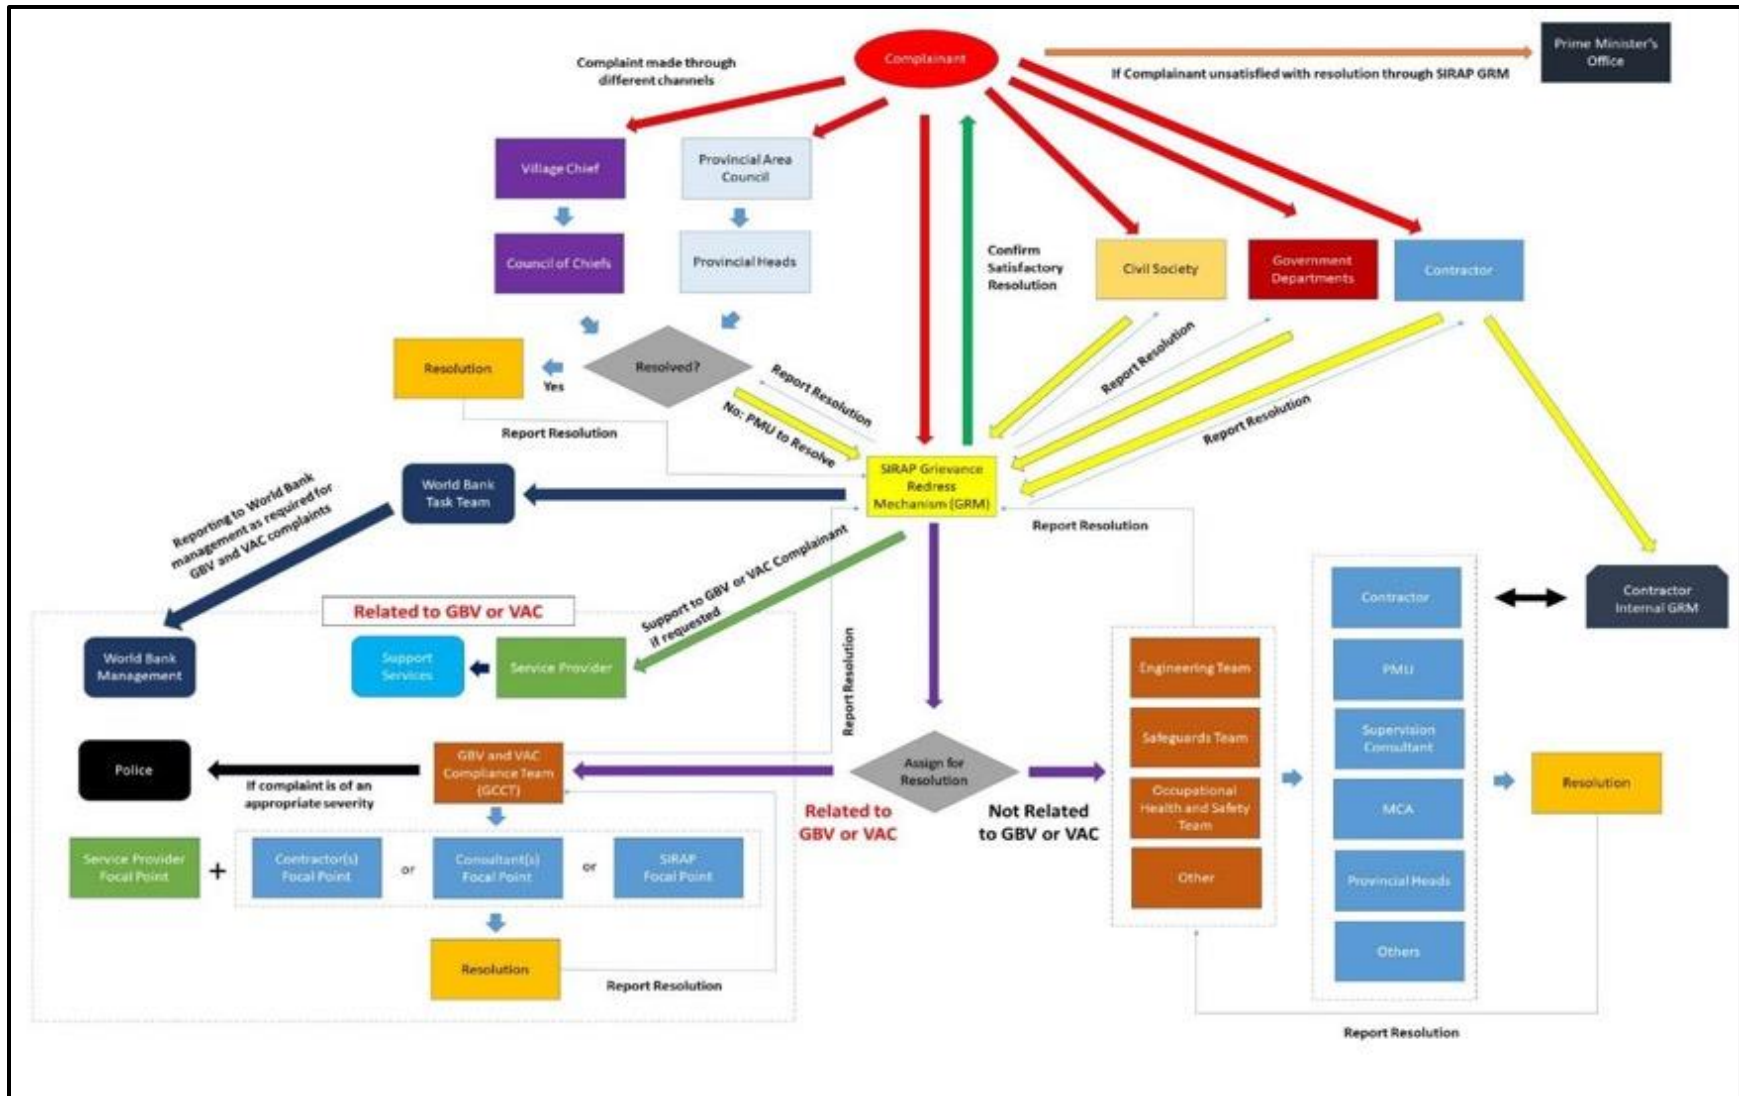 Complainant
Prime Minister's
Office
If Complainant unsatisfied with resolution through SIRAP GRM
Complaint made through
different channels
Village Chief
Provincial Area
Council
Council of Chiefs
Provincial Heads
Confirm
Satisfactory
Resolution
Civil Society
Government
Departments
Contractor
Resolution
Yes
Resolved?
Report Resolution
No: PMU to Resolve
Report Resolution
Report Resolution
Report Resolution
SIRAP Grievance
Redress
Mechanism (GRM)
World Bank
Task Team
Reporting to World Bank
management as required for
GBV and VAC complaints
Support to GBV or VAC Complainant
if requested
Report Resolution
Contractor
Internal GRM
Related to GBV or VAC
World Bank
Management
Support
Services
Service Provider
Report Resolution
Police
If complaint is of an
appropriate severity
GBV and VAC
Compliance Team
(GCCT)
Assign for
Resolution
Related to
GBV or VAC
Not Related
to GBV or VAC
Engineering Team
Safeguards Team
Occupational
Health and Safety
Team
Other
Contractor
PMU
Supervision
Consultant
MCA
Provincial Heads
Others
Resolution
Service Provider
Focal Point
+
Contractor(s)
Focal Point
or
Consultant(s)
Focal Point
or
SIRAP
Focal Point
Resolution
Report Resolution
Report Resolution